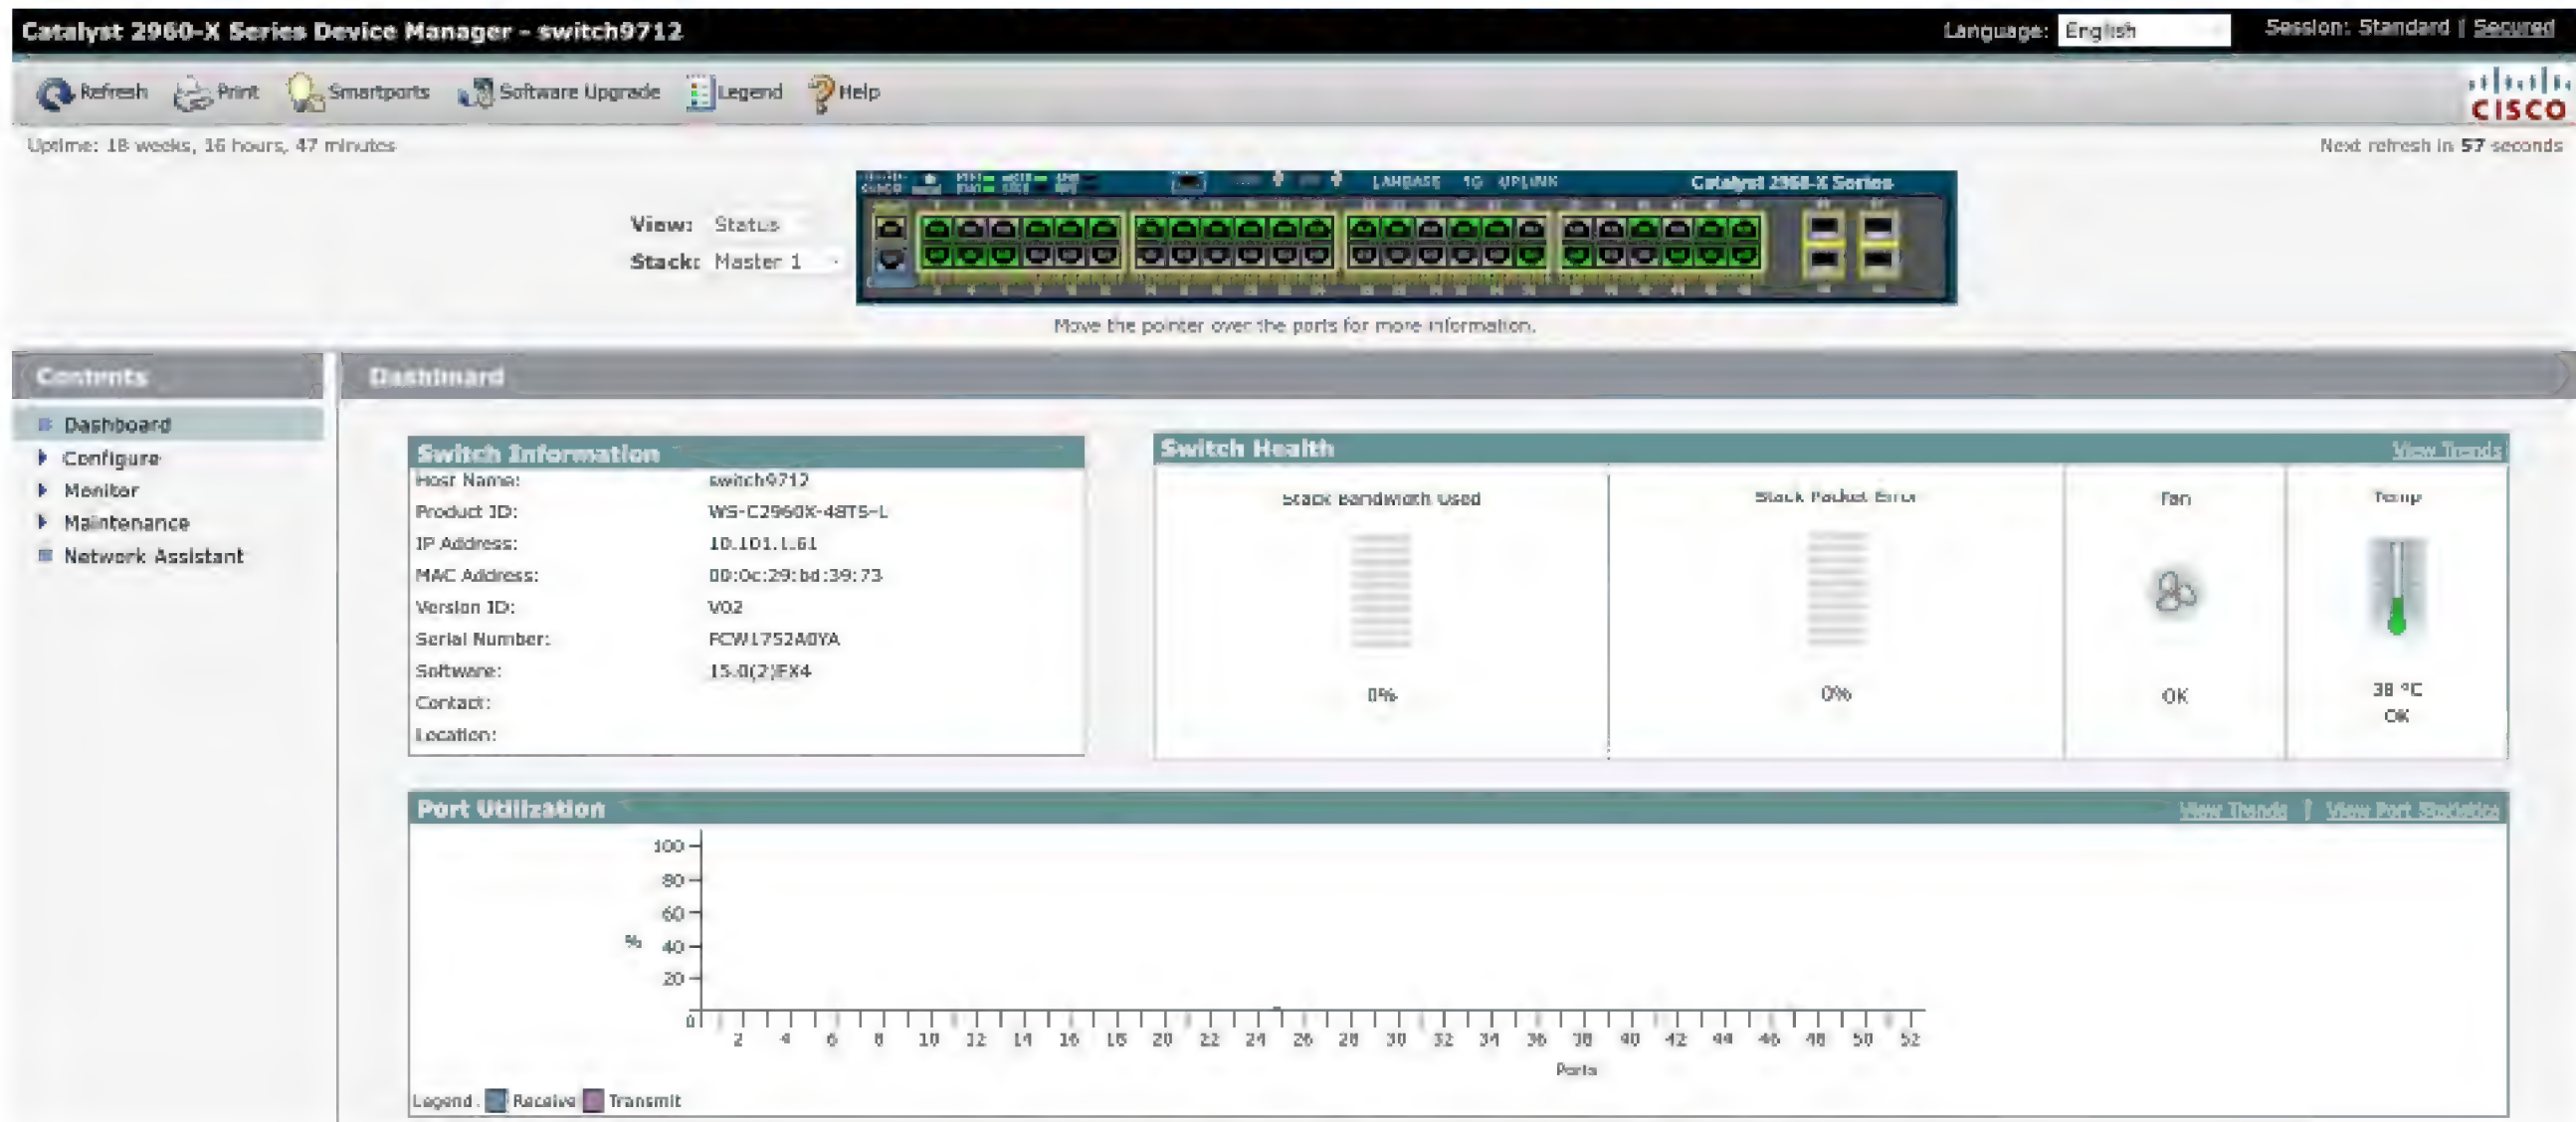 Catalyst 2960-X Series Device Manager - switch9712
Language: English Session: Standard | Secured
Refresh Print Smartports Software Upgrade Legend Help
CISCO
Uptime: 18 weeks, 16 hours, 47 minutes
Next refresh in 57 seconds
LANBASE 1G UPLINK Catalyst 2960-X Series
View: Status
Stack: Master 1
Move the pointer over the ports for more information.
Contents
Dashboard
Dashboard
Configure
Monitor
Maintenance
Network Assistant
Switch Information
Host Name: switch9712
Product ID: WS-C2960X-48TS-L
IP Address: 10.101.1.61
MAC Address: 00:0c:29:bd:39:73
Version ID: V02
Serial Number: FCW1752A0YA
Software: 15.0(2)EX4
Contact:
Location:
Switch Health View Trends
Stack Bandwidth Used Stack Packet Error Fan Temp
0% 0% OK 38 °C
OK
Port Utilization View Trends | View Port Statistics
100
80
60
% 40
20
0
2 4 6 8 10 12 14 16 18 20 22 24 26 28 30 32 34 36 38 40 42 44 46 48 50 52
Ports
Legend: Receive Transmit